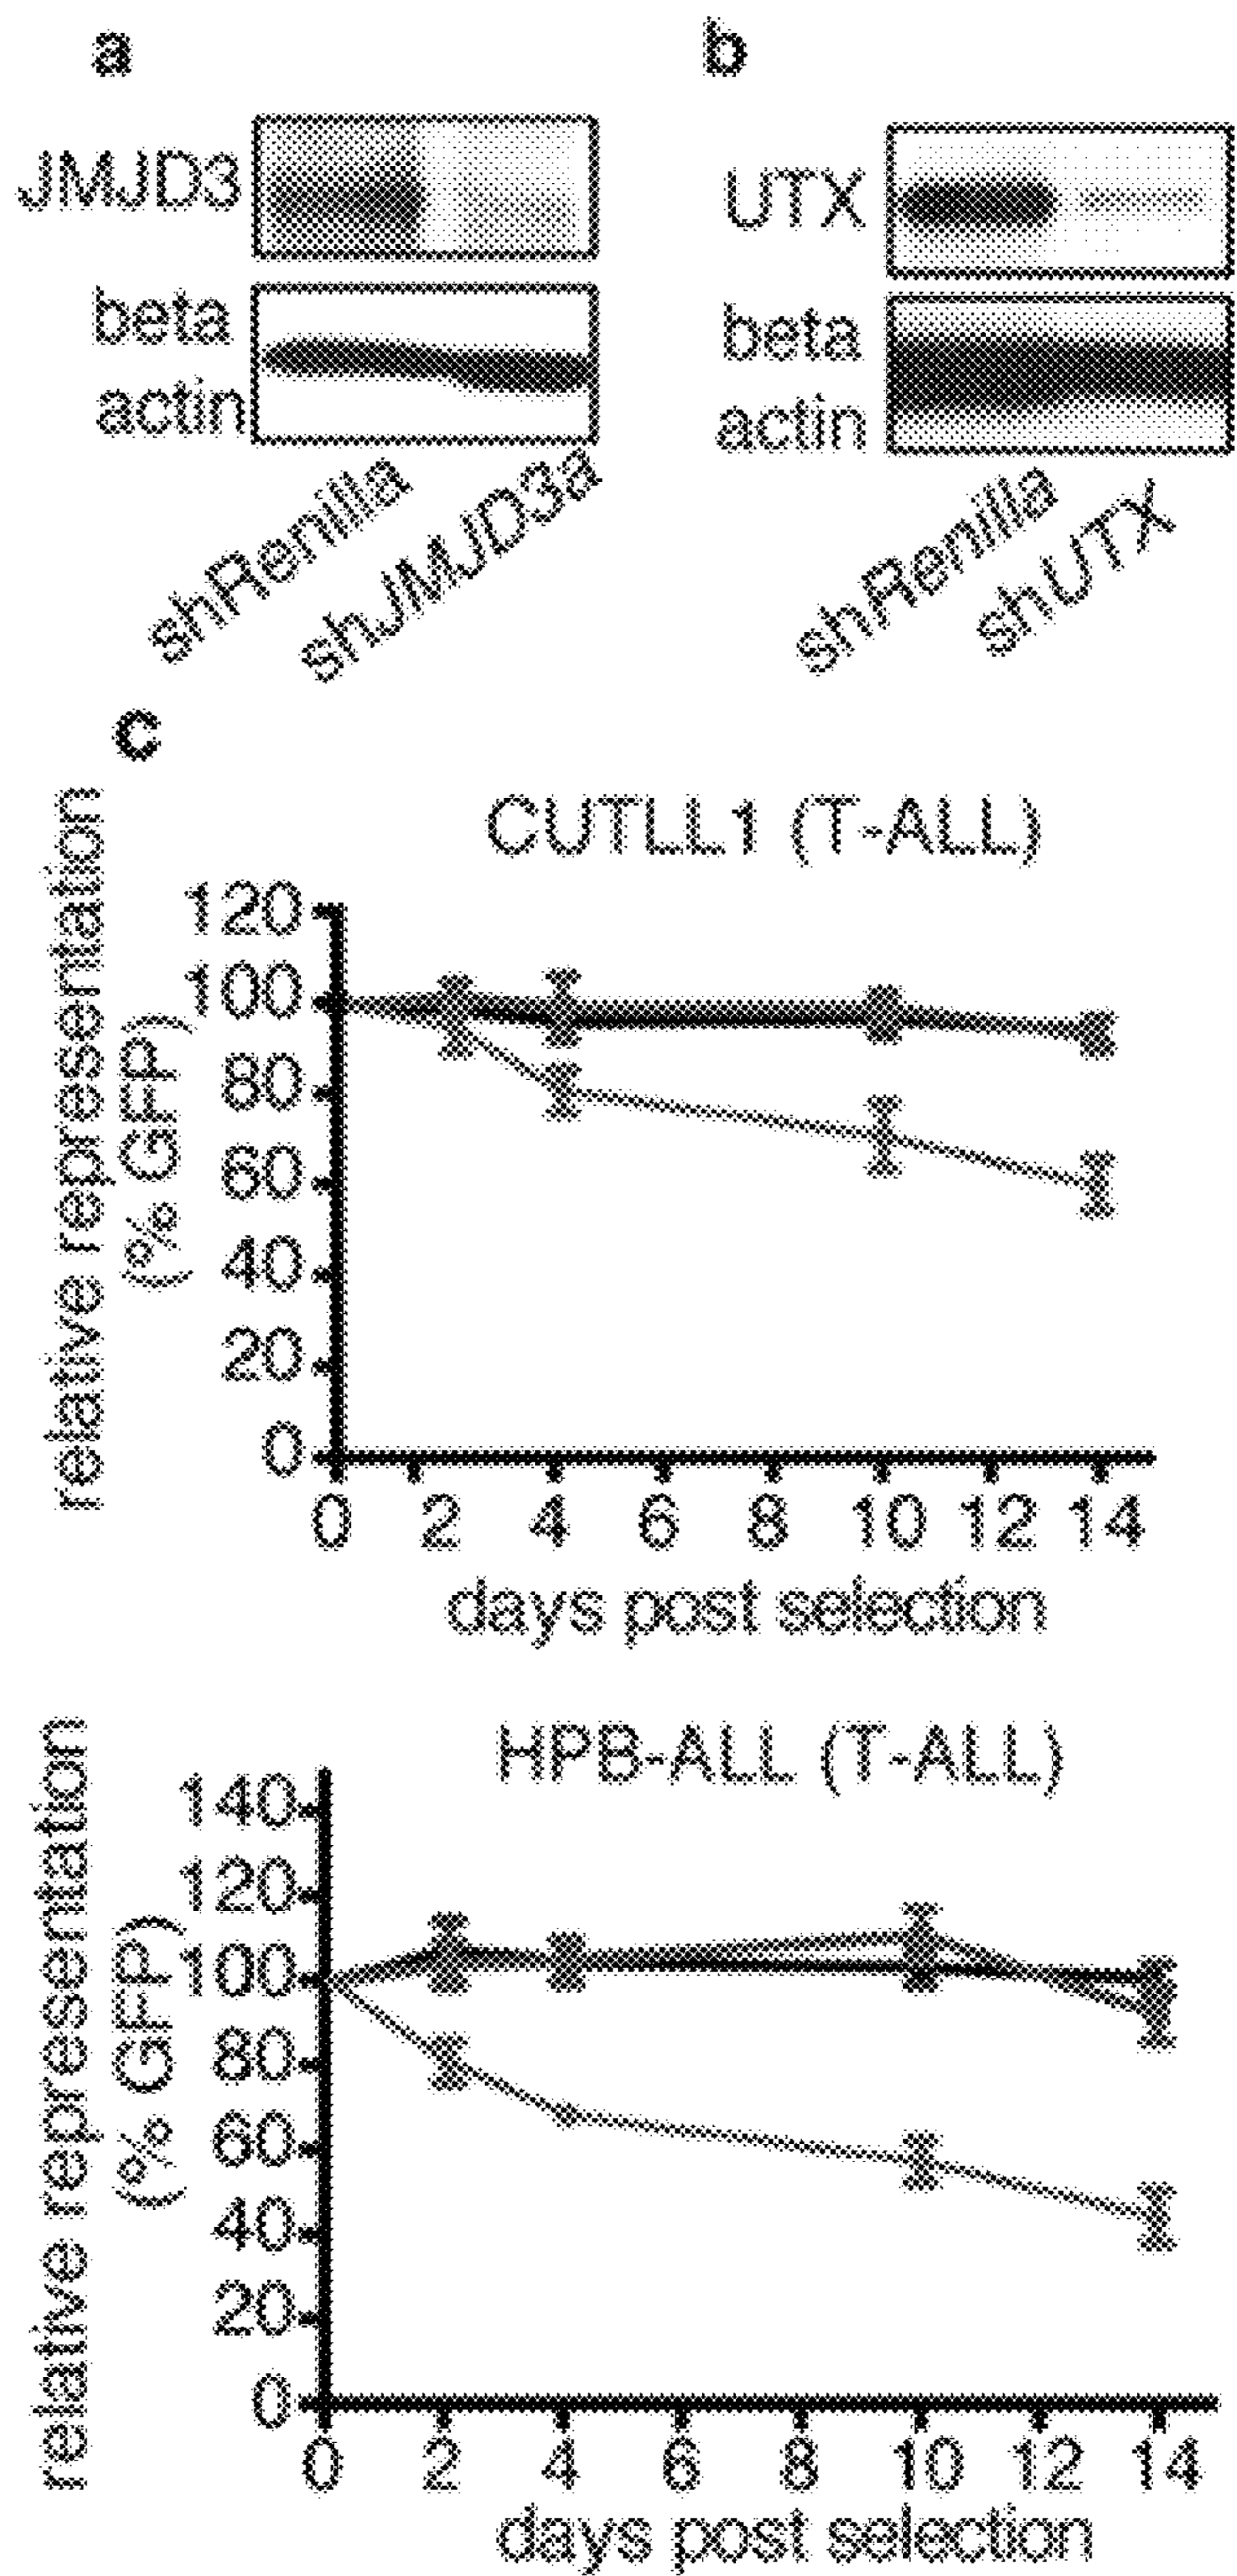 a
JMJD3
beta
actin
shRenilla
shJMJD3a
b
UTX
beta
actin
shRenilla
shUTX
c
CUTLL1 (T-ALL)
relative representation
(% GFP)
120
100
80
60
40
20
0
0 2 4 6 8 10 12 14
days post selection
HPB-ALL (T-ALL)
relative representation
(% GFP)
140
120
100
80
60
40
20
0
0 2 4 6 8 10 12 14
days post selection